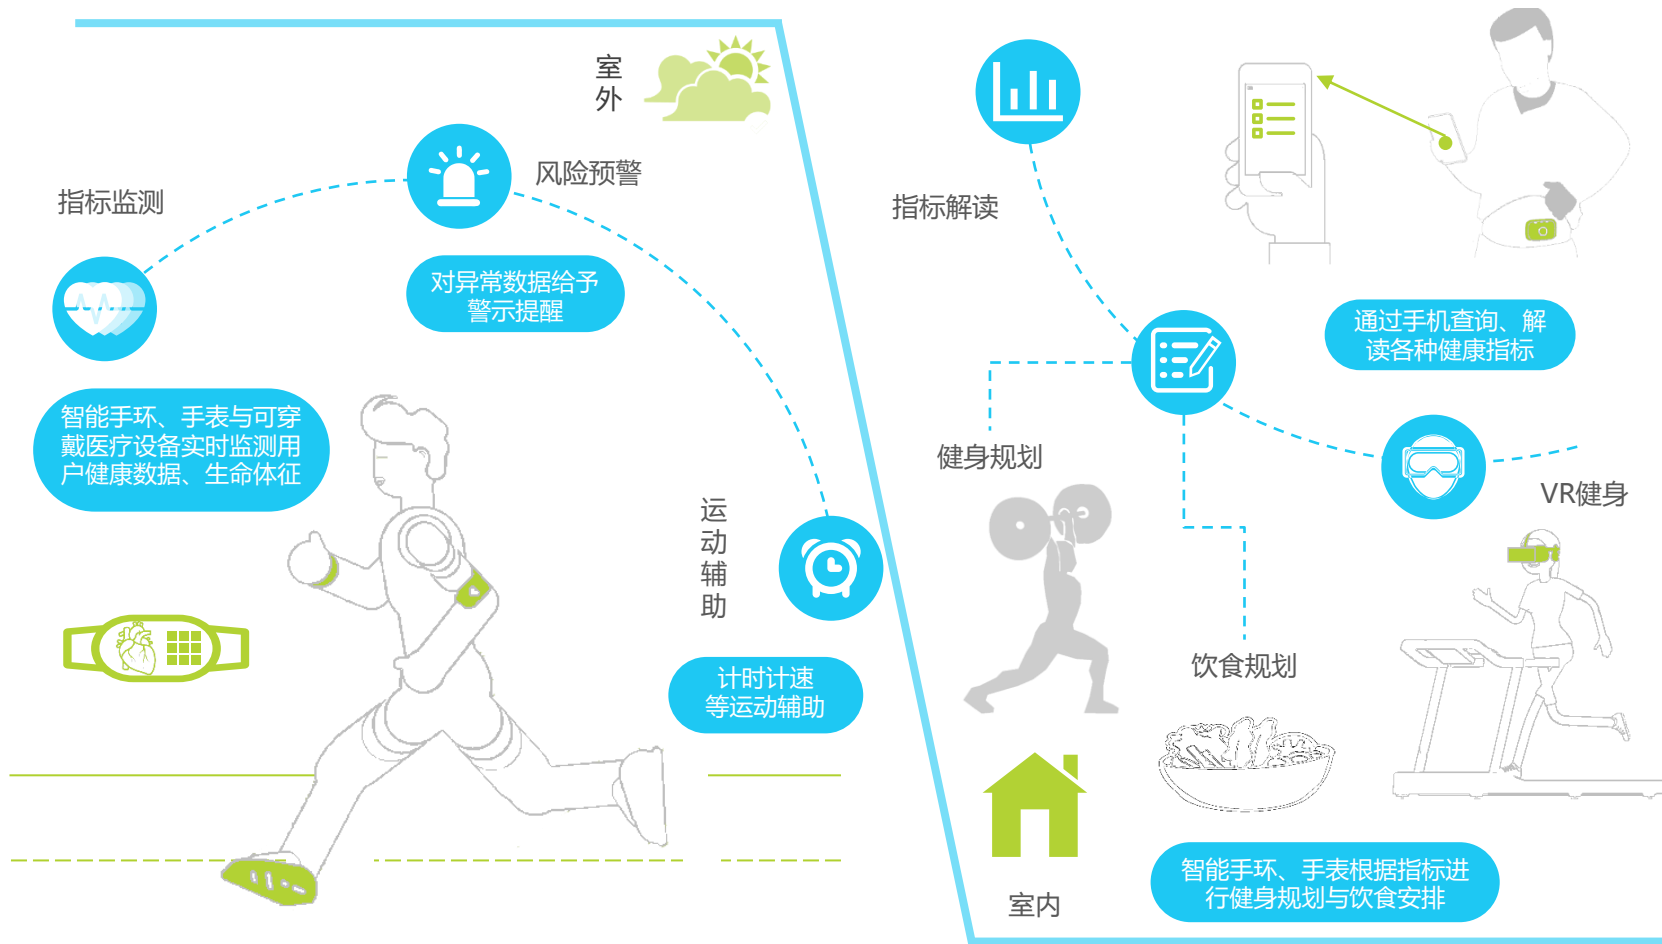 室
外
风险预警
指标监测
对异常数据给予
警示提醒
智能手环、手表与可穿
戴医疗设备实时监测用
户健康数据、生命体征
运
动
辅
助
计时计速
等运动辅助
指标解读
通过手机查询、解
读各种健康指标
健身规划
VR健身
饮食规划
室内
智能手环、手表根据指标进
行健身规划与饮食安排